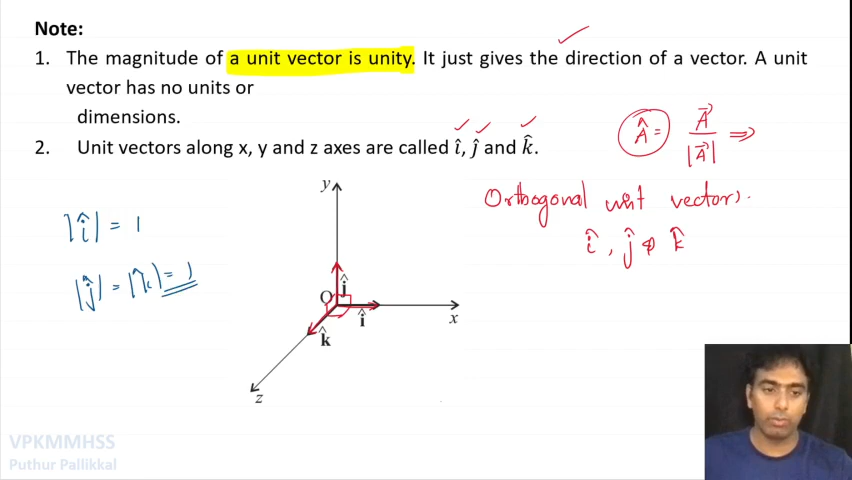 Note:
1. The magnitude of a unit vector is unity. It just gives the direction of a vector. A unit
vector has no units or
dimensions.
2. Unit vectors along x, y and z axes are called î, ĵ and k̂.
Â = A⃗ / |A⃗| ⇒
Orthogonal unit vectors.
î, ĵ & k̂
|î| = 1
|ĵ| = |k̂| = 1
y
O
ĵ
î
x
k̂
z
VPKMMHSS
Puthur Pallikkal